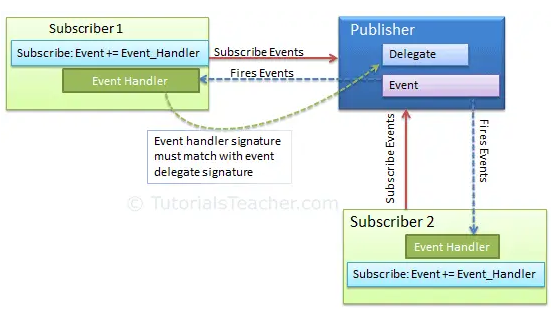 Subscriber 1
Subscribe: Event += Event_Handler
Event Handler
Subscribe Events
Fires Events
Publisher
Delegate
Event
Event handler signature
must match with event
delegate signature
Subscribe Events
Fires Events
© TutorialsTeacher.com
Subscriber 2
Event Handler
Subscribe: Event += Event_Handler